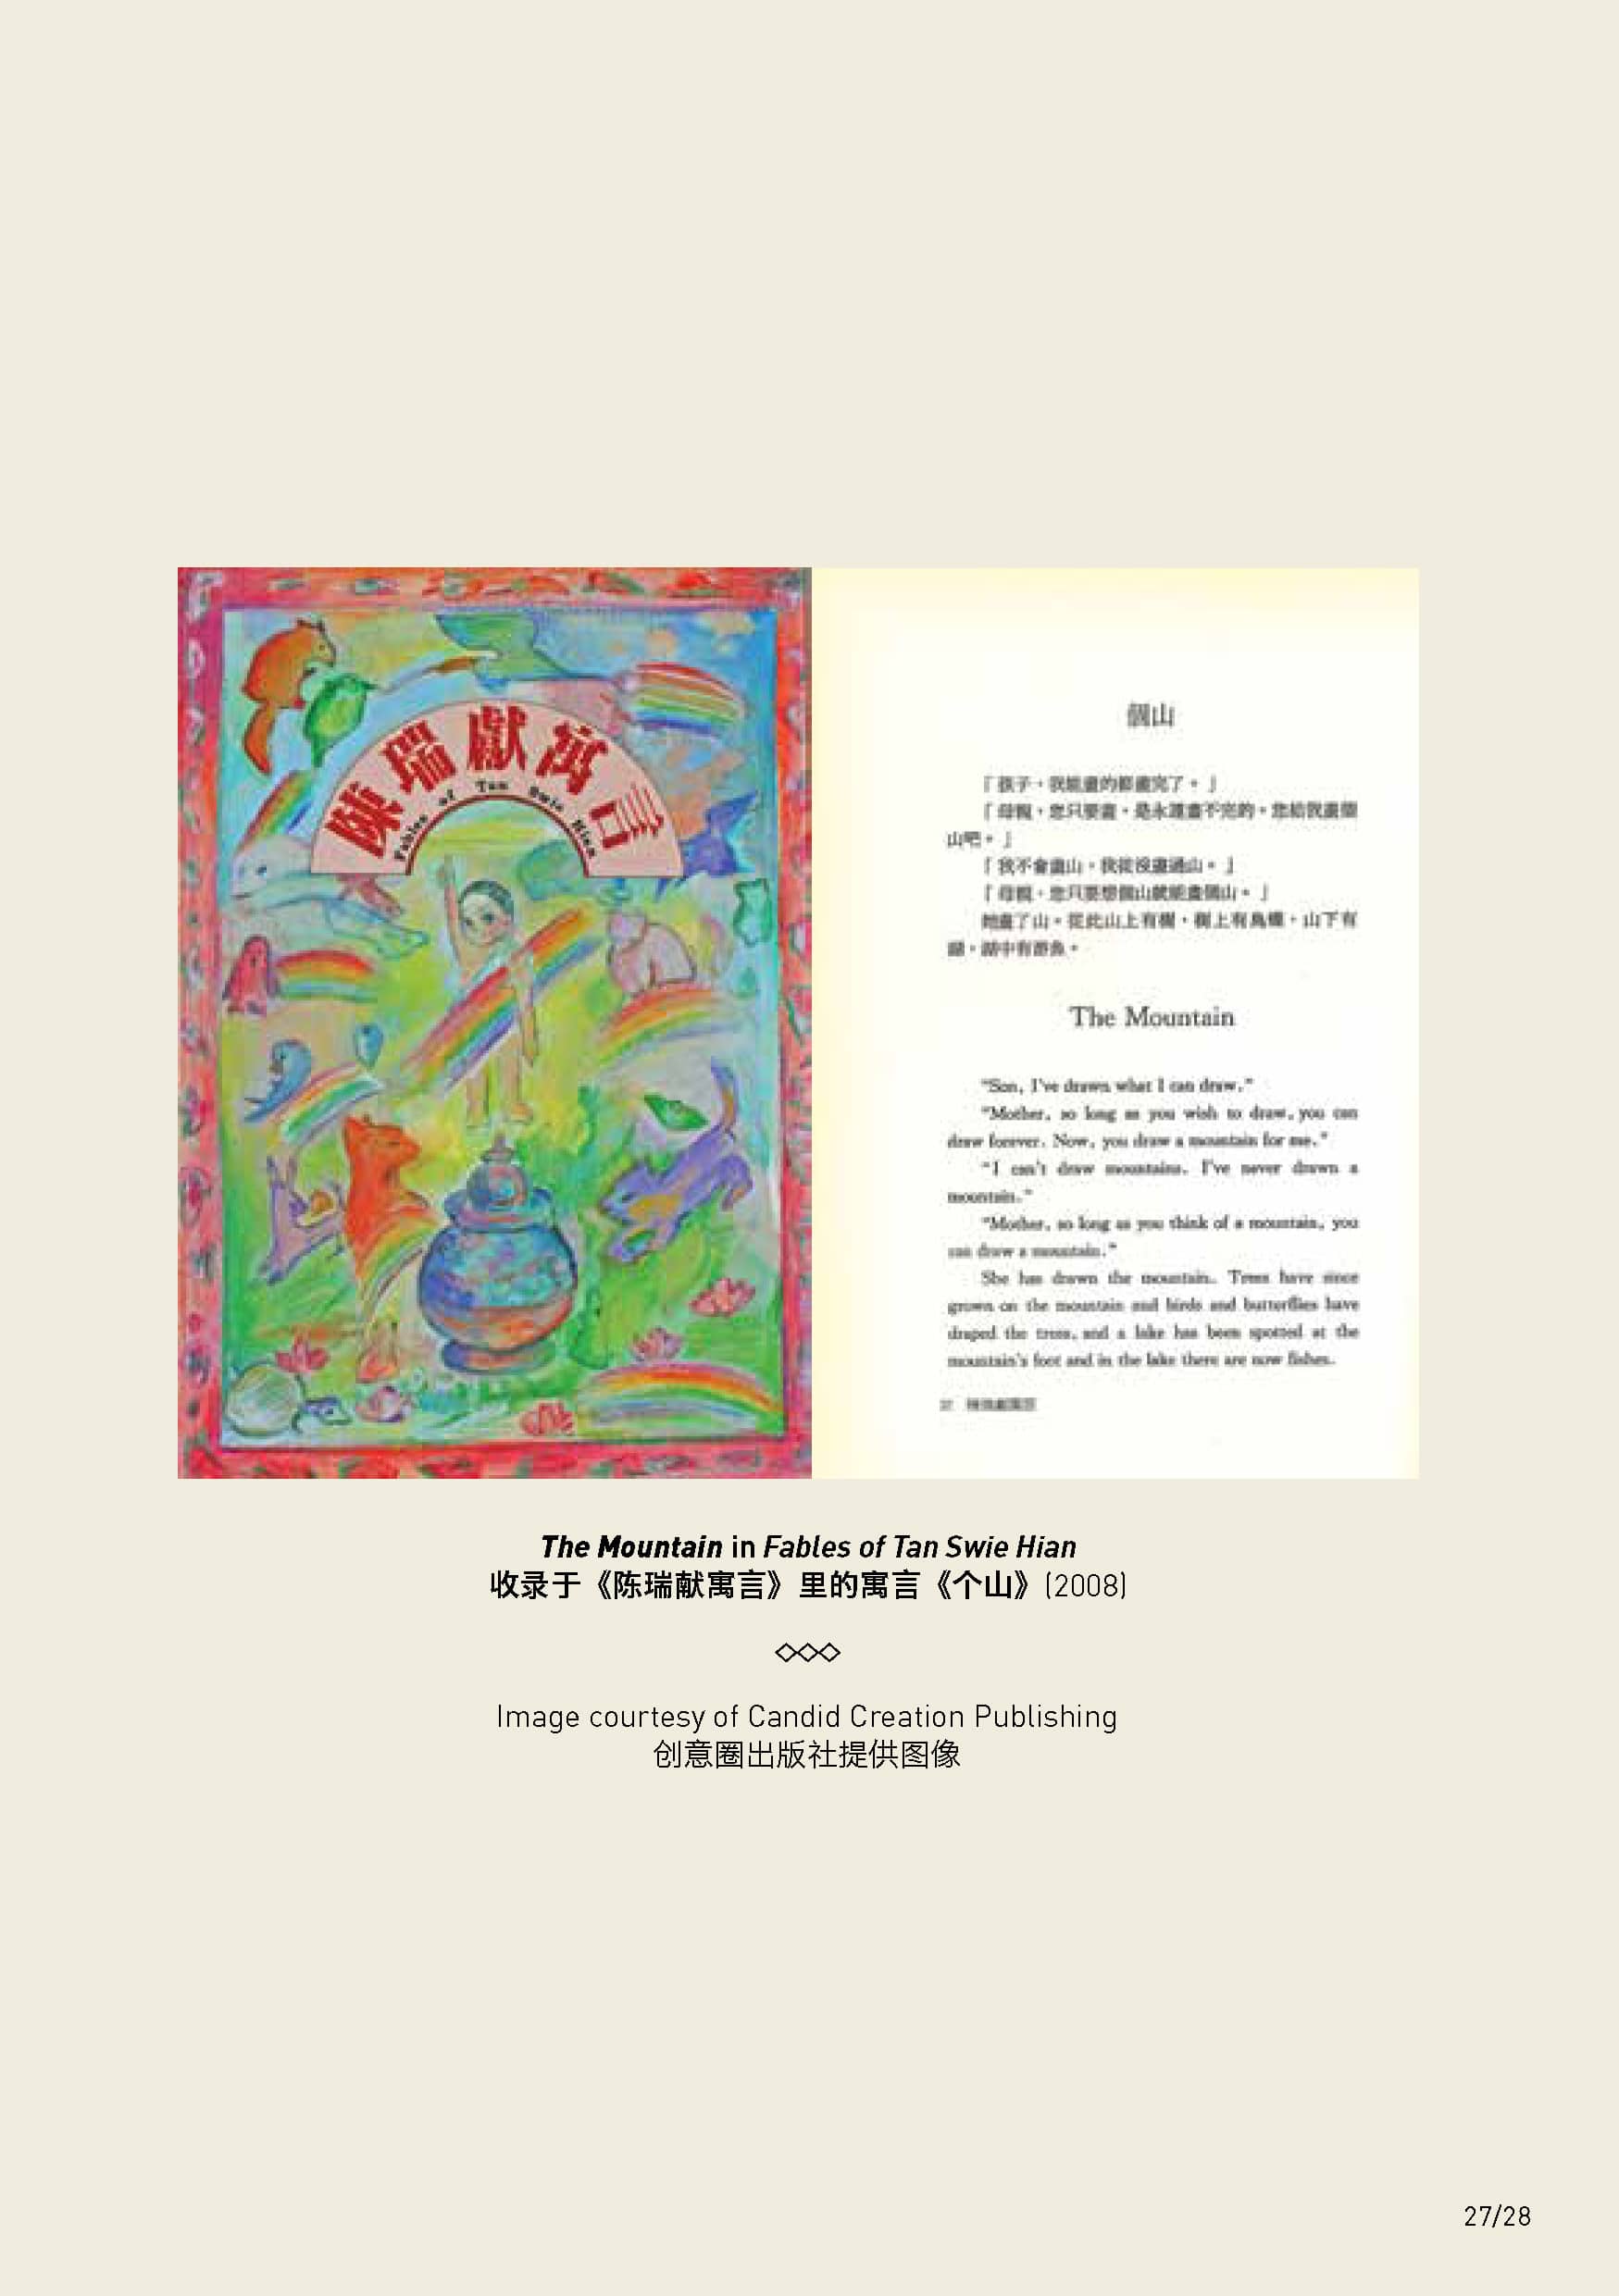 陳瑞獻寓言
Fables of Tan Swie Hian
個山
「孩子,我能畫的都畫完了。」
「母親,您只要畫,是永遠畫不完的。您給我畫個
山吧。」
「我不會畫山,我從沒畫過山。」
「母親,您只要想個山就能畫個山。」
她畫了山。從此山上有樹,樹上有鳥蝶,山下有
湖,湖中有游魚。
The Mountain
“Son, I've drawn what I can draw.”
“Mother, so long as you wish to draw, you can
draw forever. Now, you draw a mountain for me.”
“I can't draw mountains. I've never drawn a
mountain.”
“Mother, so long as you think of a mountain, you
can draw a mountain.”
She has drawn the mountain. Trees have since
grown on the mountain and birds and butterflies have
draped the trees, and a lake has been spotted at the
mountain's foot and in the lake there are now fishes.
陳瑞獻寓言
The Mountain in Fables of Tan Swie Hian
收录于《陈瑞献寓言》里的寓言《个山》(2008)
Image courtesy of Candid Creation Publishing
创意圈出版社提供图像
27/28